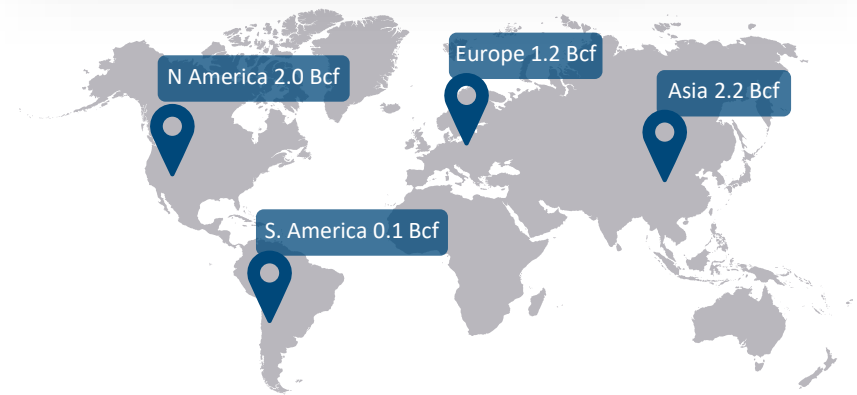 Europe 1.2 Bcf
N America 2.0 Bcf
Asia 2.2 Bcf
S. America 0.1 Bcf